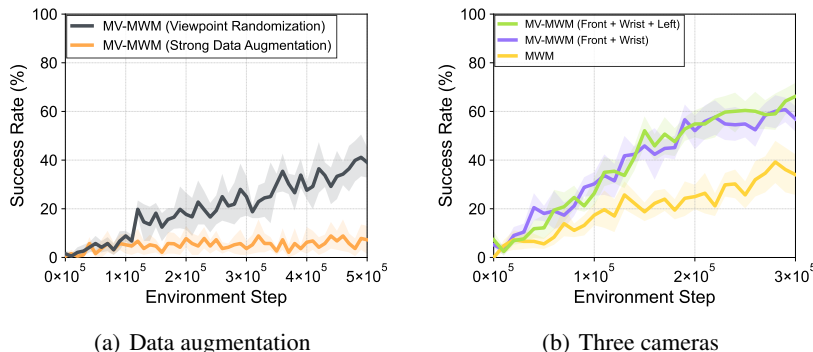 MV-MWM (Viewpoint Randomization)
MV-MWM (Strong Data Augmentation)
Success Rate (%)
100
80
60
40
20
0
0×10⁵ 1×10⁵ 2×10⁵ 3×10⁵ 4×10⁵ 5×10⁵
Environment Step
(a) Data augmentation
MV-MWM (Front + Wrist + Left)
MV-MWM (Front + Wrist)
MWM
Success Rate (%)
100
80
60
40
20
0
0×10⁵ 1×10⁵ 2×10⁵ 3×10⁵
Environment Step
(b) Three cameras